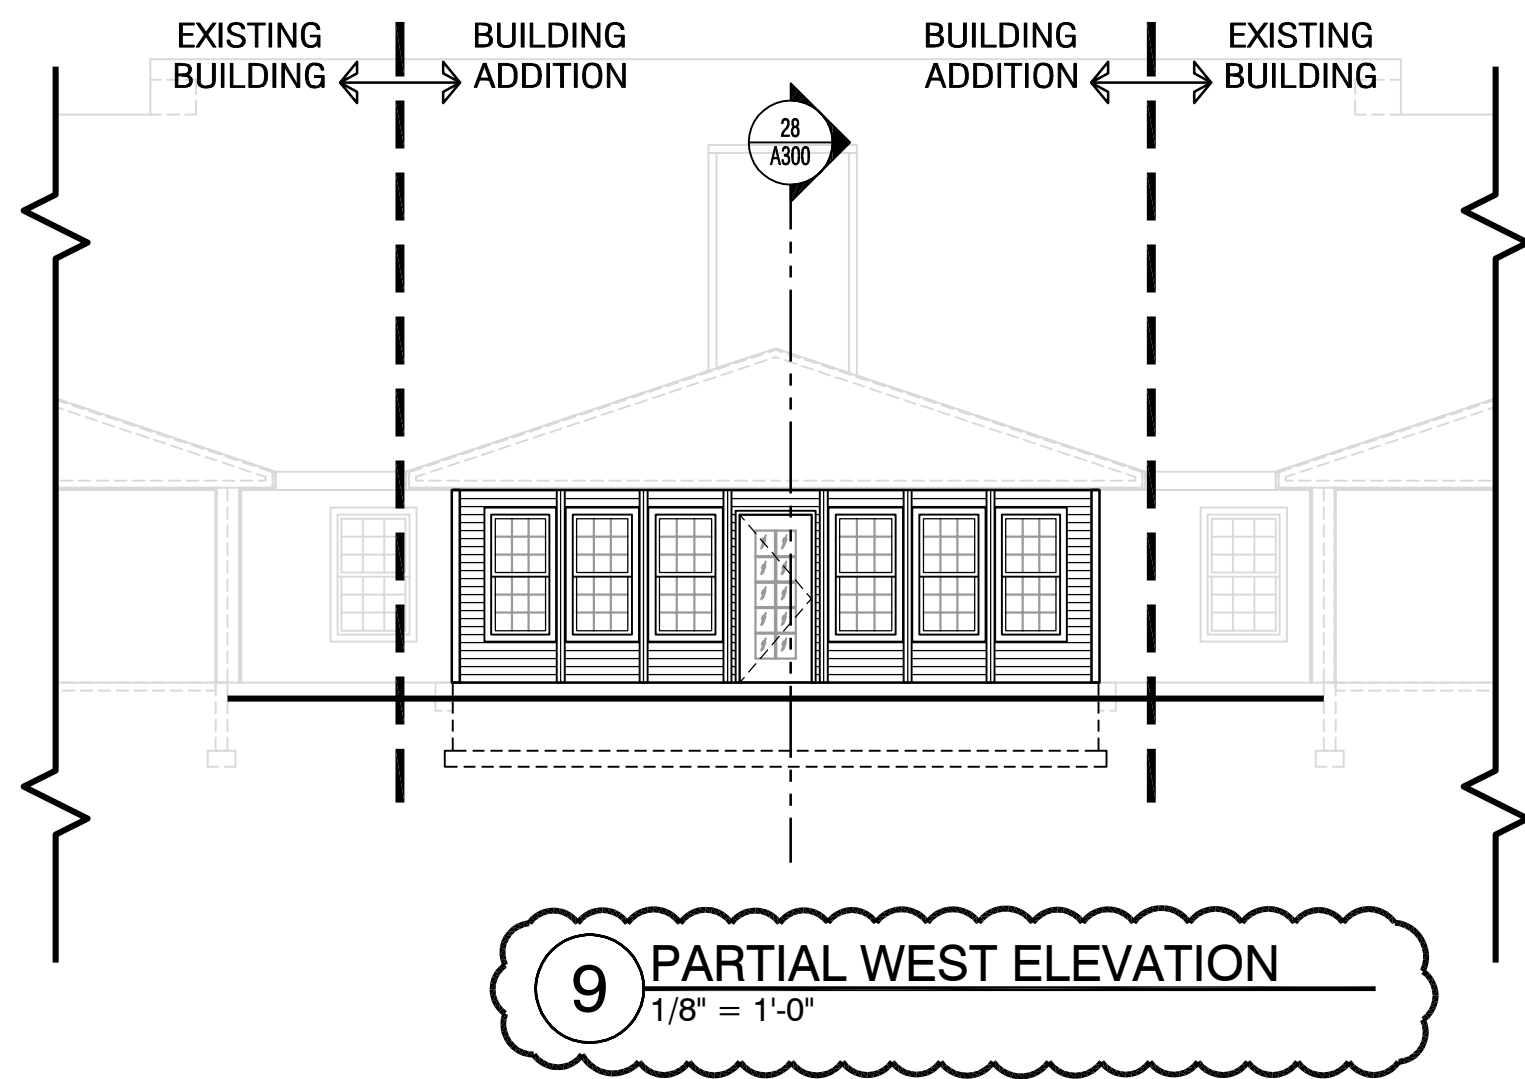 EXISTING
BUILDING
BUILDING
ADDITION
BUILDING
ADDITION
EXISTING
BUILDING
28
A300
9
PARTIAL WEST ELEVATION
1/8" = 1'-0"